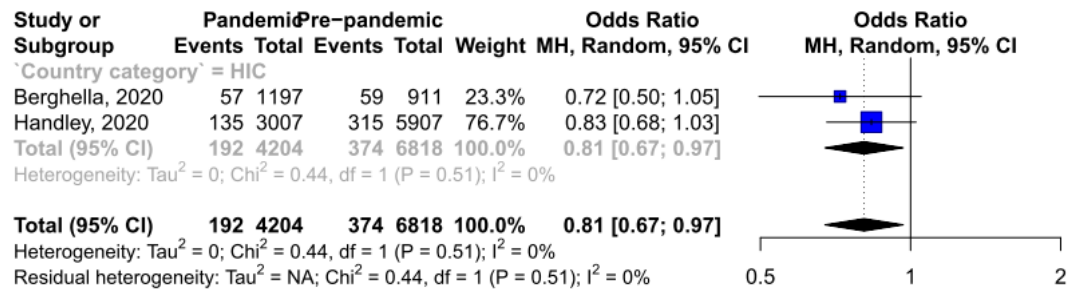 Study or Pandemic Pre−pandemic Odds Ratio Odds Ratio
Subgroup Events Total Events Total Weight MH, Random, 95% CI MH, Random, 95% CI
`Country category` = HIC
Berghella, 2020 57 1197 59 911 23.3% 0.72 [0.50; 1.05]
Handley, 2020 135 3007 315 5907 76.7% 0.83 [0.68; 1.03]
Total (95% CI) 192 4204 374 6818 100.0% 0.81 [0.67; 0.97]
Heterogeneity: Tau² = 0; Chi² = 0.44, df = 1 (P = 0.51); I² = 0%
Total (95% CI) 192 4204 374 6818 100.0% 0.81 [0.67; 0.97]
Heterogeneity: Tau² = 0; Chi² = 0.44, df = 1 (P = 0.51); I² = 0%
Residual heterogeneity: Tau² = NA; Chi² = 0.44, df = 1 (P = 0.51); I² = 0%
0.5 1 2